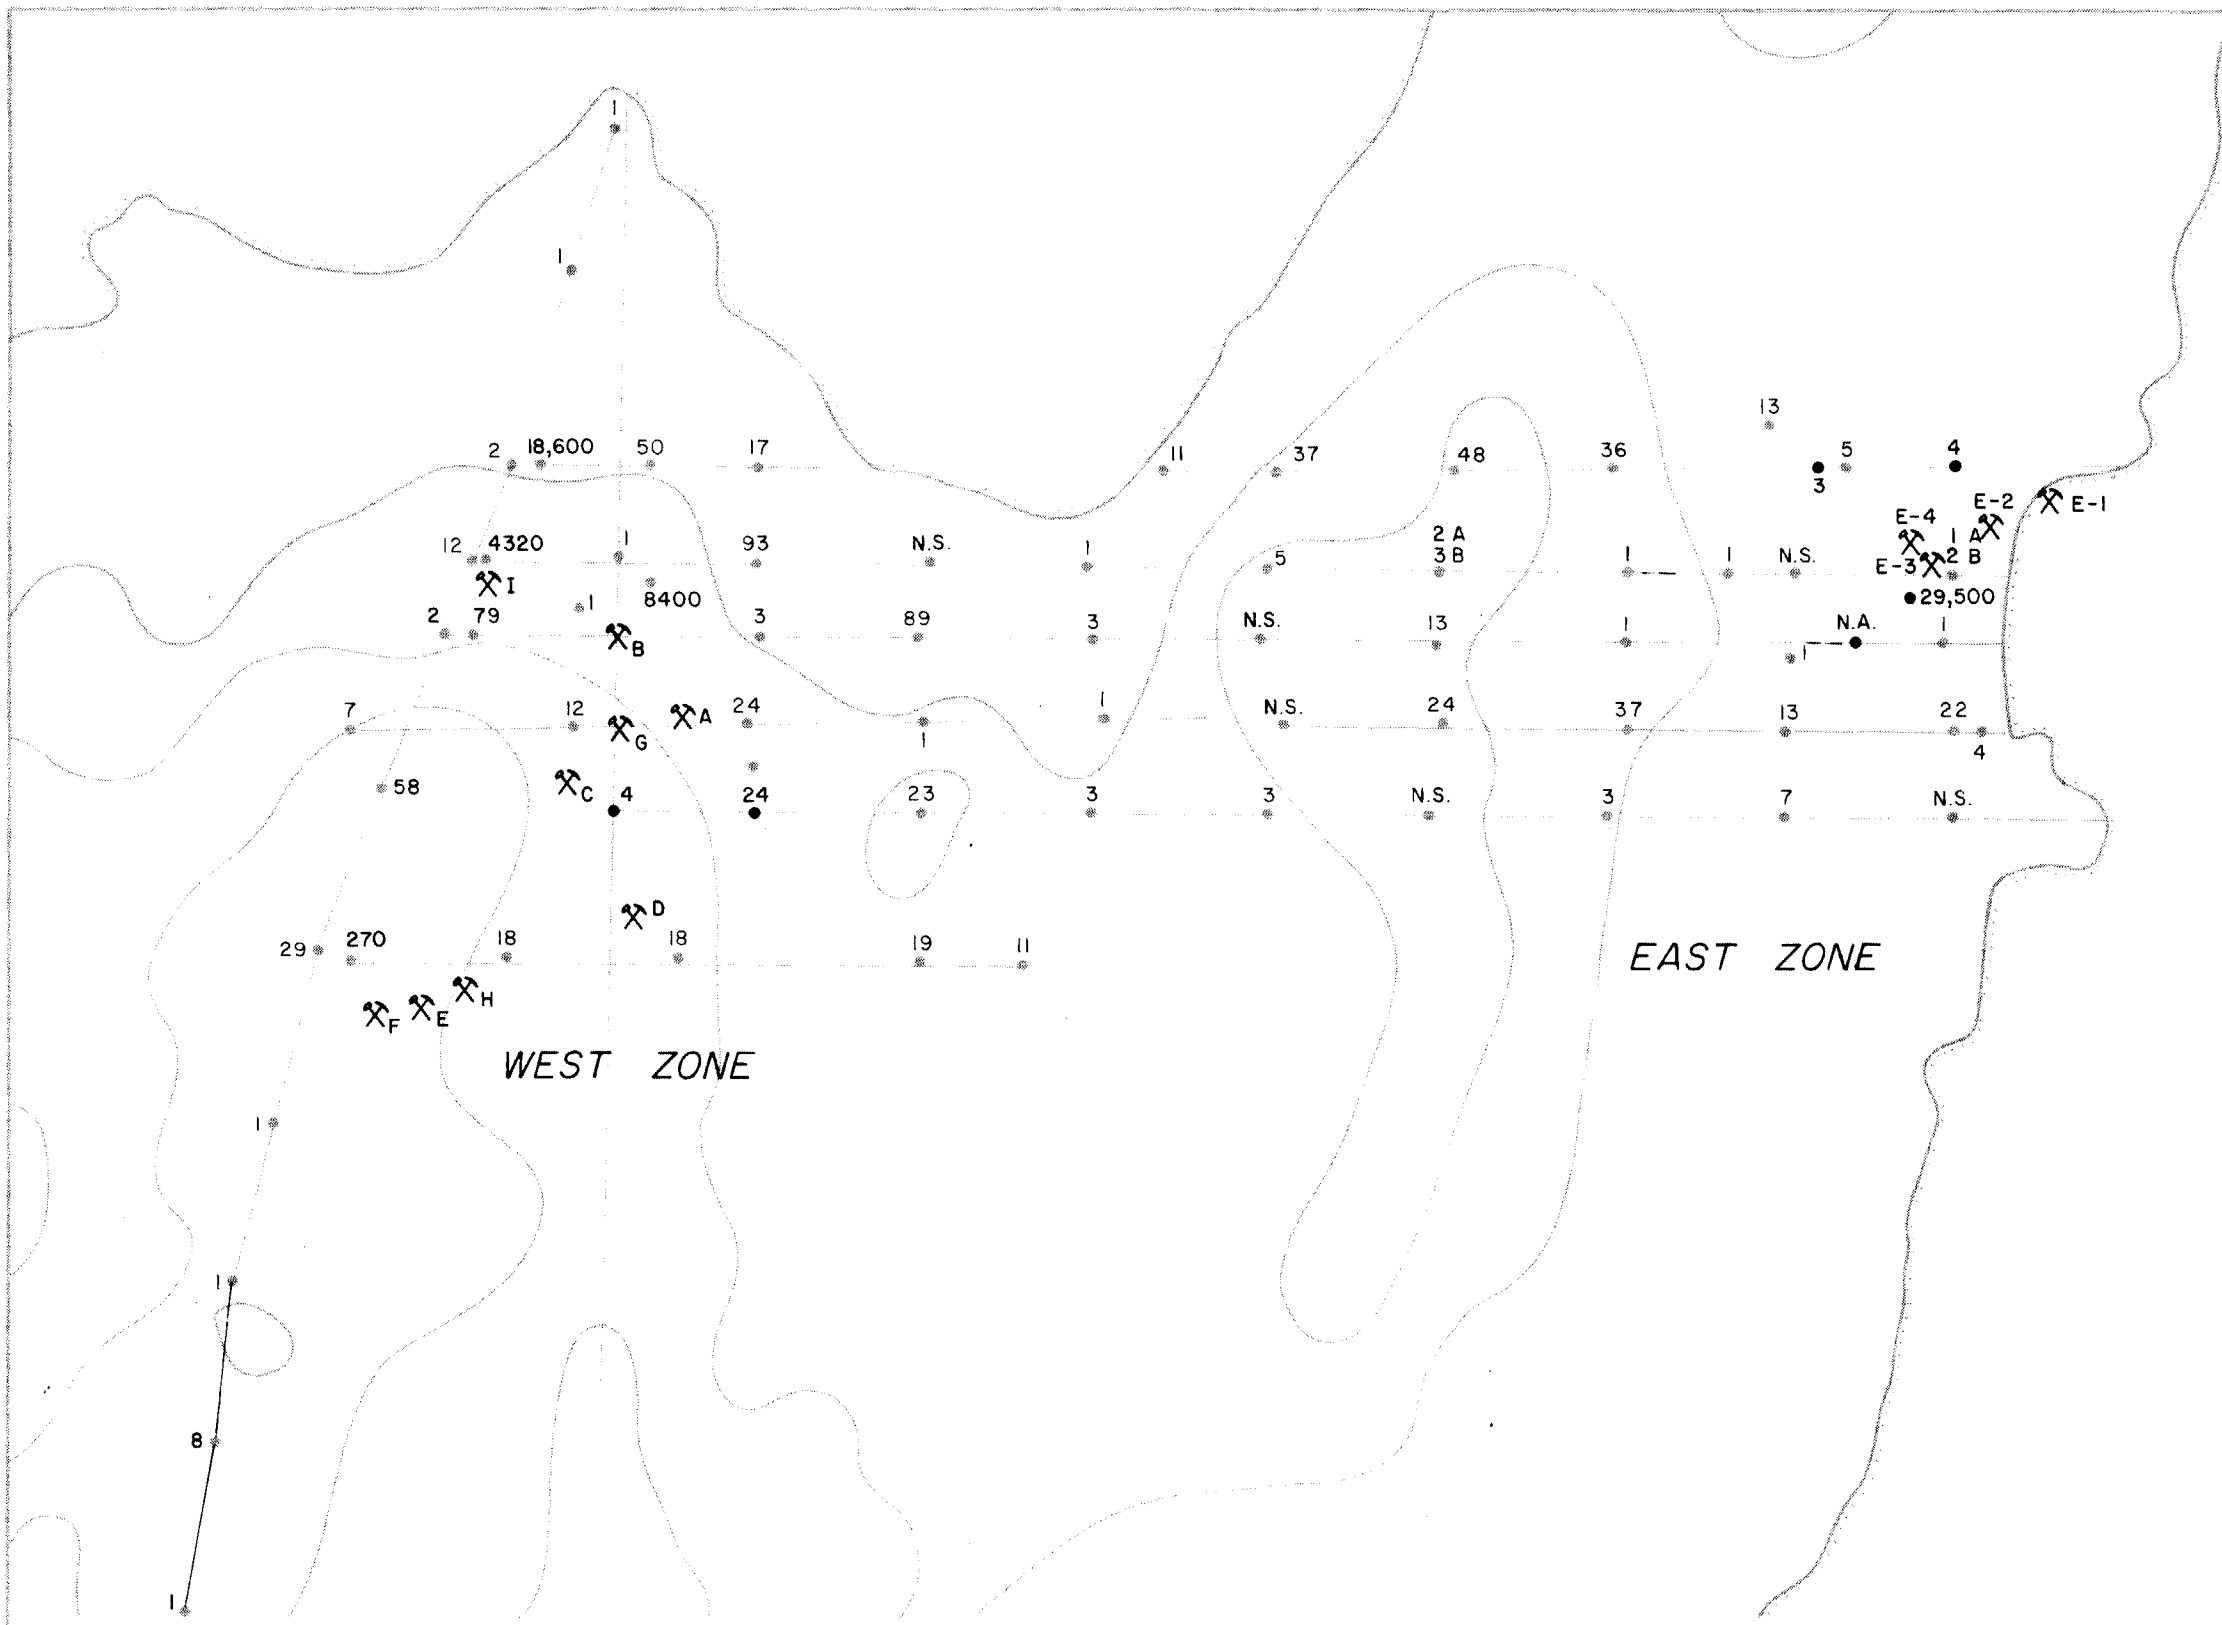 1
1
13
2 18,600 50 17 11 37 48 36 5 4
3
E-2 E-1
E-4
12 4320 1 93 N.S. 1 5 2 A 1 1 N.S. 1 A
3 B E-3 2 B
I 1 8400 29,500
2 79 B 3 89 3 N.S. 13 1 N.A. 1
1
7 12 G A 24 1 1 N.S. 24 37 13 22
4
58 C 4 24 23 3 3 N.S. 3 7 N.S.
D
29 270 18 18 19 11
EAST ZONE
F E H
WEST ZONE
1
1
8
1